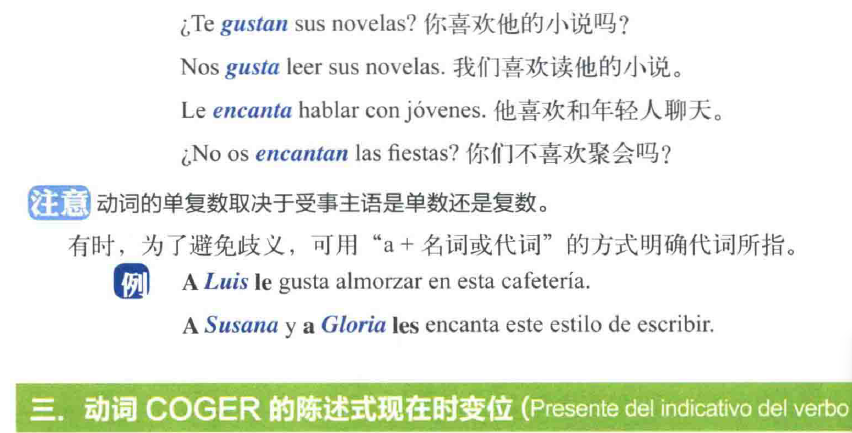 ¿Te gustan sus novelas? 你喜欢他的小说吗？
Nos gusta leer sus novelas. 我们喜欢读他的小说。
Le encanta hablar con jóvenes. 他喜欢和年轻人聊天。
¿No os encantan las fiestas? 你们不喜欢聚会吗？
注意 动词的单复数取决于受事主语是单数还是复数。
有时，为了避免歧义，可用“a + 名词或代词”的方式明确代词所指。
例 A Luis le gusta almorzar en esta cafetería.
A Susana y a Gloria les encanta este estilo de escribir.
三．动词 COGER 的陈述式现在时变位 (Presente del indicativo del verbo